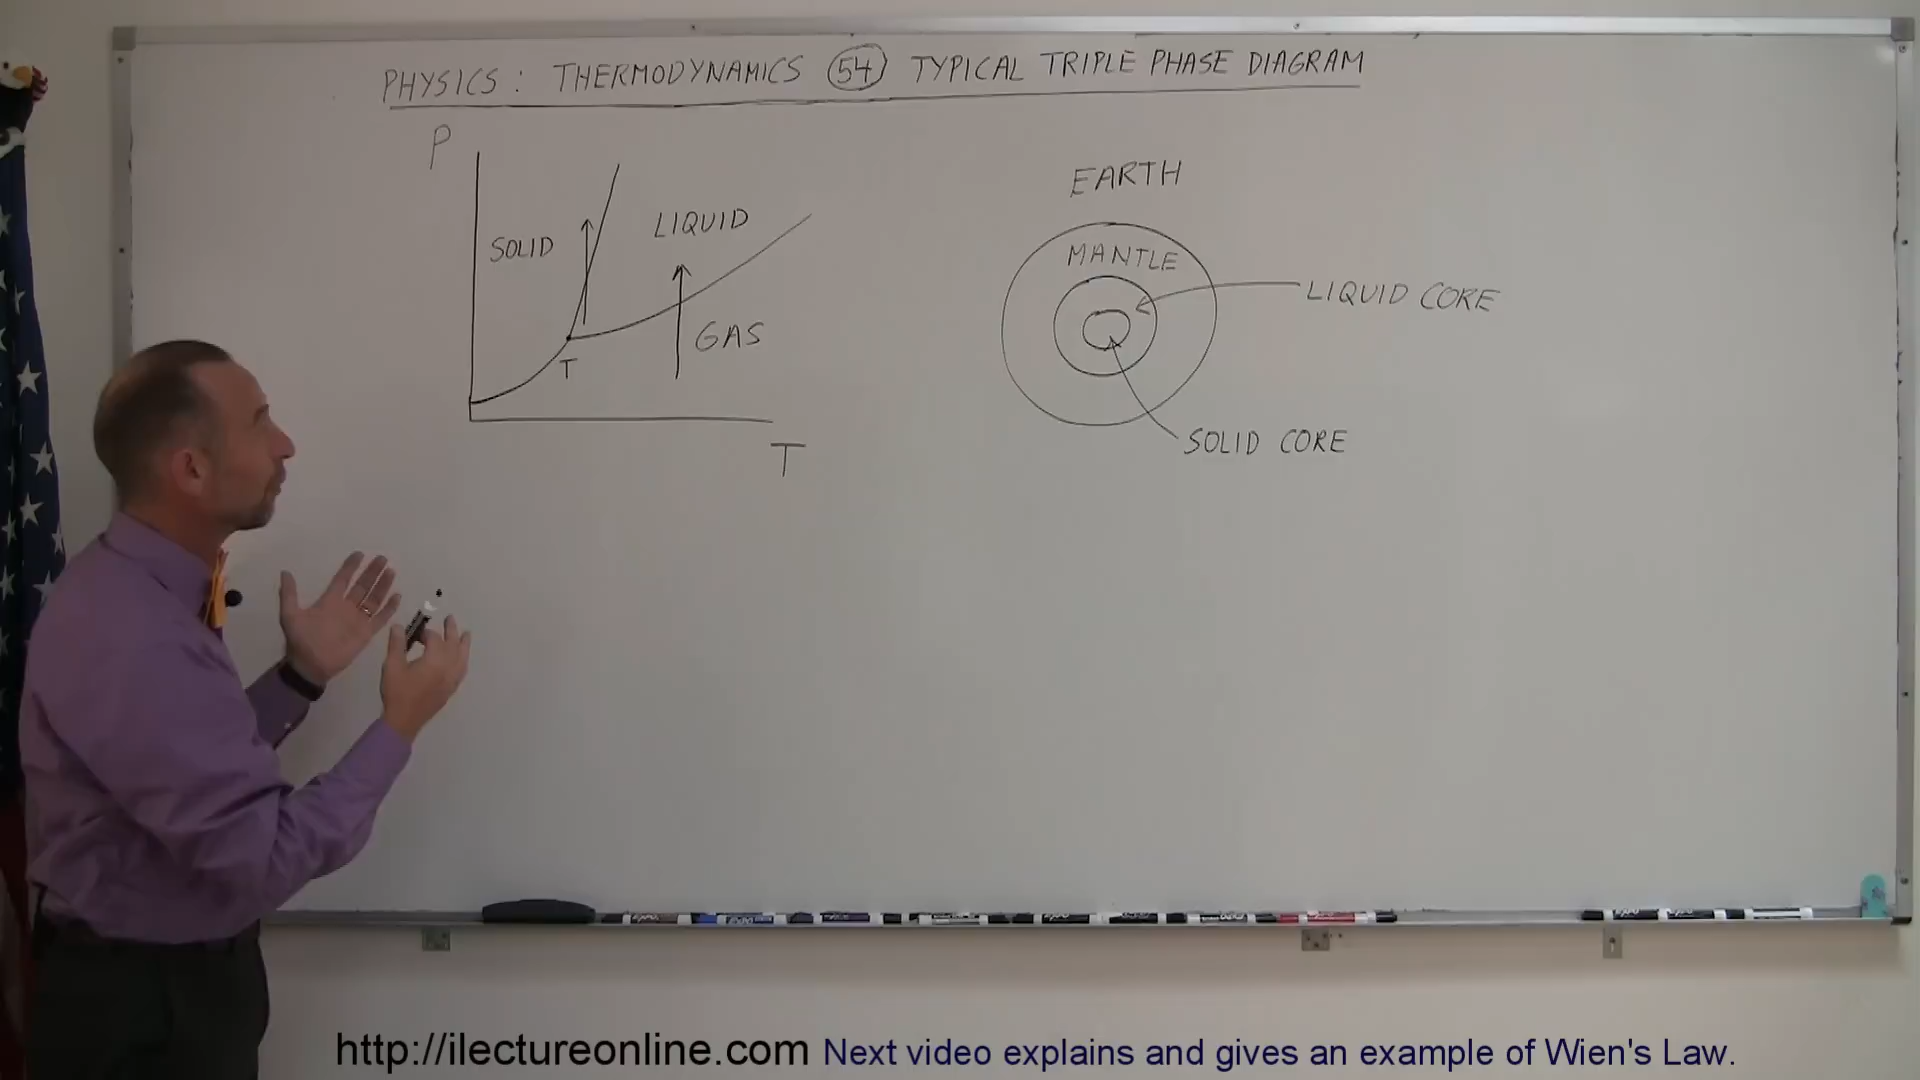 PHYSICS: THERMODYNAMICS 54 TYPICAL TRIPLE PHASE DIAGRAM
P
SOLID
LIQUID
GAS
T
T
EARTH
MANTLE
LIQUID CORE
SOLID CORE
http://ilectureonline.com Next video explains and gives an example of Wien's Law.